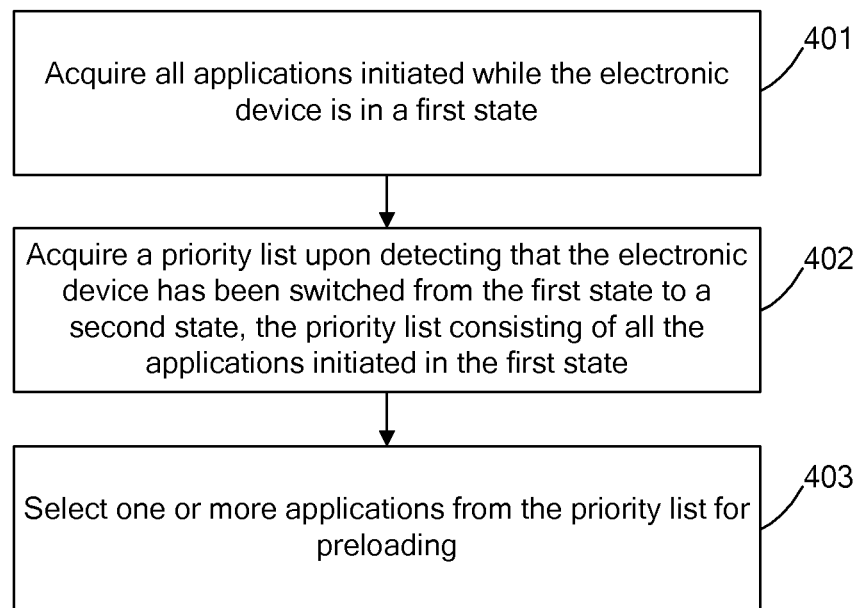 401
Acquire all applications initiated while the electronic
device is in a first state
402
Acquire a priority list upon detecting that the electronic
device has been switched from the first state to a
second state, the priority list consisting of all the
applications initiated in the first state
403
Select one or more applications from the priority list for
preloading